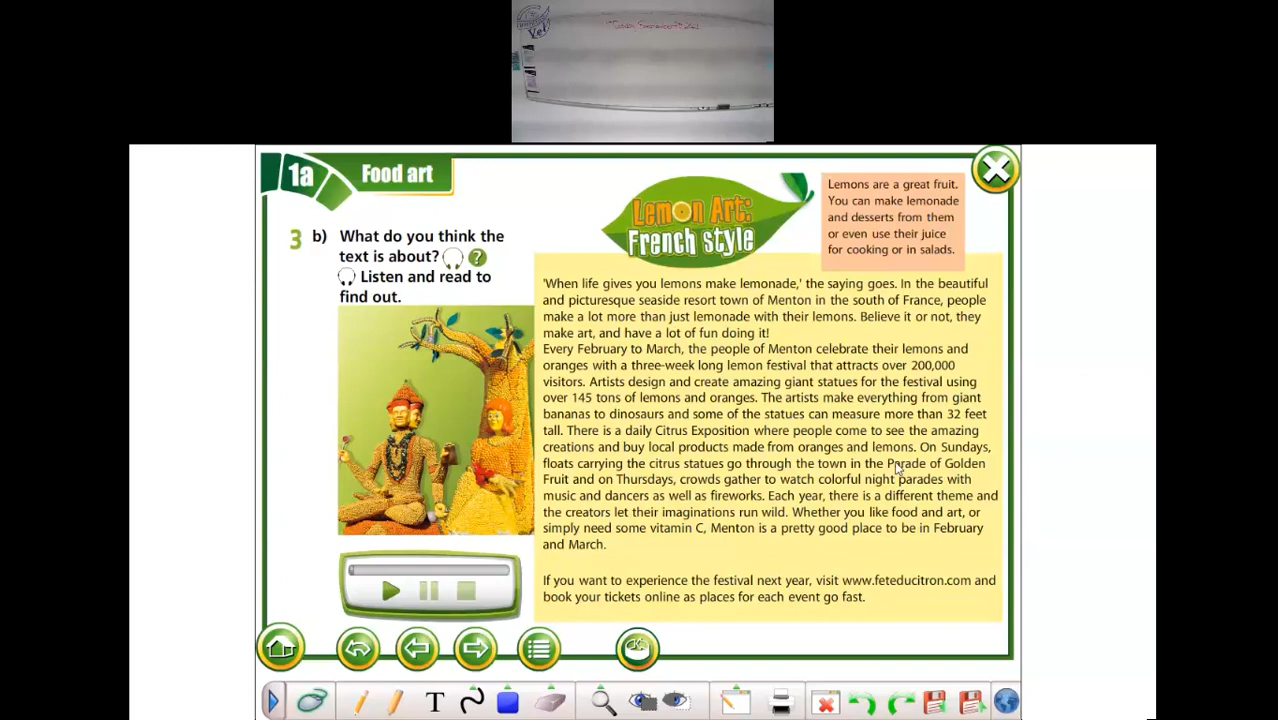 1a Food art
3 b) What do you think the
text is about?
Listen and read to
find out.
Lemon Art:
French style
Lemons are a great fruit.
You can make lemonade
and desserts from them
or even use their juice
for cooking or in salads.
'When life gives you lemons make lemonade,' the saying goes. In the beautiful
and picturesque seaside resort town of Menton in the south of France, people
make a lot more than just lemonade with their lemons. Believe it or not, they
make art, and have a lot of fun doing it!
Every February to March, the people of Menton celebrate their lemons and
oranges with a three-week long lemon festival that attracts over 200,000
visitors. Artists design and create amazing giant statues for the festival using
over 145 tons of lemons and oranges. The artists make everything from giant
bananas to dinosaurs and some of the statues can measure more than 32 feet
tall. There is a daily Citrus Exposition where people come to see the amazing
creations and buy local products made from oranges and lemons. On Sundays,
floats carrying the citrus statues go through the town in the Parade of Golden
Fruit and on Thursdays, crowds gather to watch colorful night parades with
music and dancers as well as fireworks. Each year, there is a different theme and
the creators let their imaginations run wild. Whether you like food and art, or
simply need some vitamin C, Menton is a pretty good place to be in February
and March.
If you want to experience the festival next year, visit www.feteducitron.com and
book your tickets online as places for each event go fast.